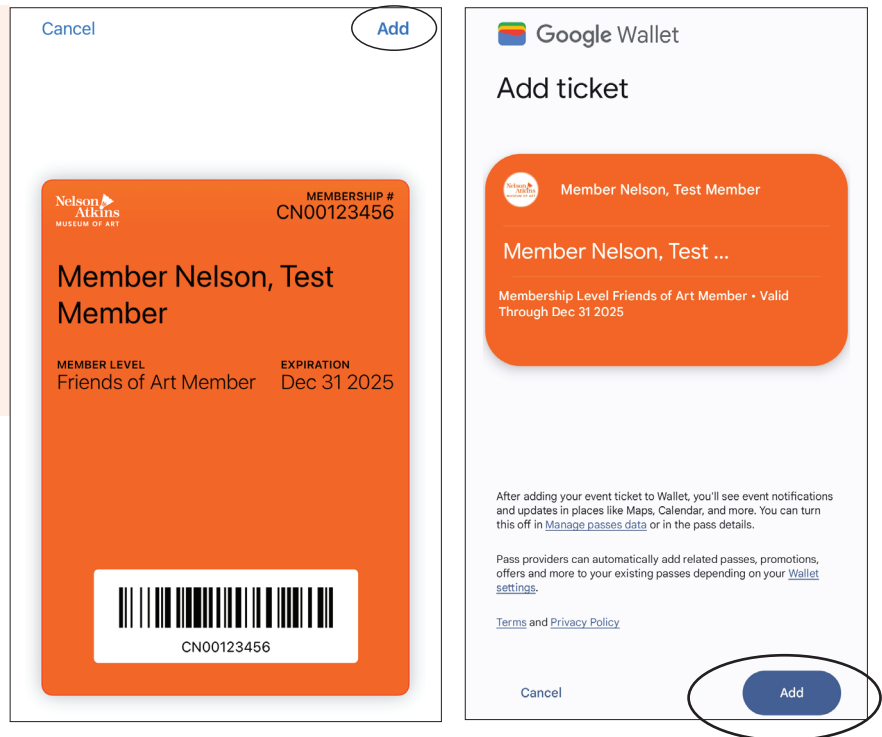 Cancel
Add
Nelson
Atkins
MUSEUM OF ART
MEMBERSHIP #
CN00123456
Member Nelson, Test
Member
MEMBER LEVEL
EXPIRATION
Friends of Art Member
Dec 31 2025
CN00123456
Google Wallet
Add ticket
Nelson
Atkins
MUSEUM OF ART
Member Nelson, Test Member
Member Nelson, Test ...
Membership Level Friends of Art Member • Valid
Through Dec 31 2025
After adding your event ticket to Wallet, you'll see event notifications
and updates in places like Maps, Calendar, and more. You can turn
this off in Manage passes data or in the pass details.
Pass providers can automatically add related passes, promotions,
offers and more to your existing passes depending on your Wallet
settings.
Terms and Privacy Policy
Cancel
Add